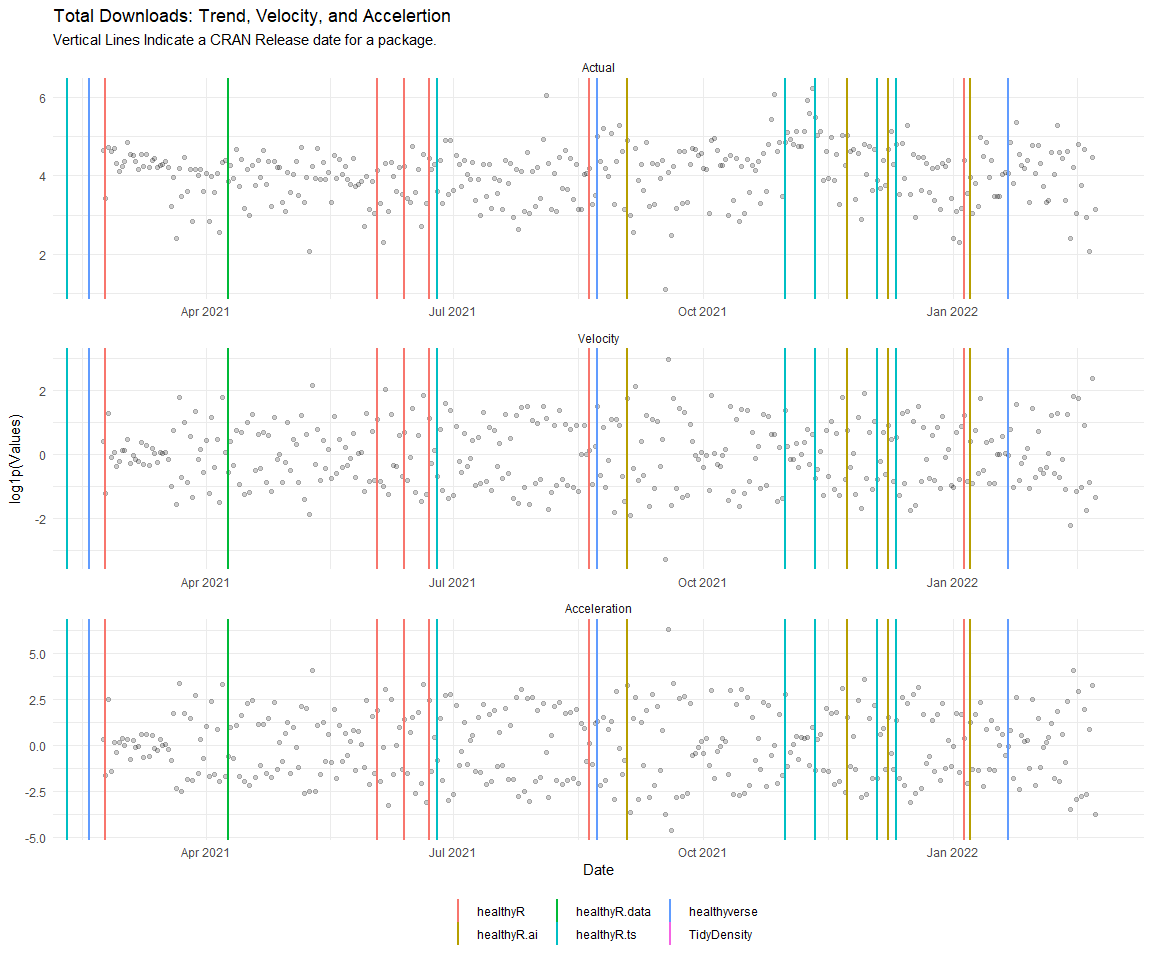 Total Downloads: Trend, Velocity, and Accelertion
Vertical Lines Indicate a CRAN Release date for a package.
Actual
6
4
2
Apr 2021 Jul 2021 Oct 2021 Jan 2022
Velocity
2
0
-2
Apr 2021 Jul 2021 Oct 2021 Jan 2022
log1p(Values)
Acceleration
5.0
2.5
0.0
-2.5
-5.0
Apr 2021 Jul 2021 Oct 2021 Jan 2022
Date
healthyR healthyR.data healthyverse
healthyR.ai healthyR.ts TidyDensity